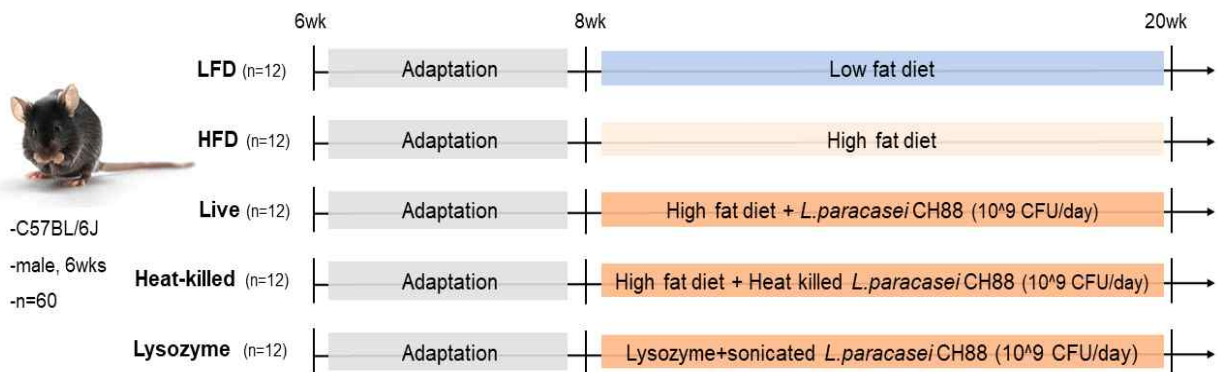 6wk 8wk 20wk
LFD (n=12) Adaptation Low fat diet
HFD (n=12) Adaptation High fat diet
Live (n=12) Adaptation High fat diet + L.paracasei CH88 (10^9 CFU/day)
-C57BL/6J
-male, 6wks
Heat-killed (n=12) Adaptation High fat diet + Heat killed L.paracasei CH88 (10^9 CFU/day)
-n=60
Lysozyme (n=12) Adaptation Lysozyme+sonicated L.paracasei CH88 (10^9 CFU/day)